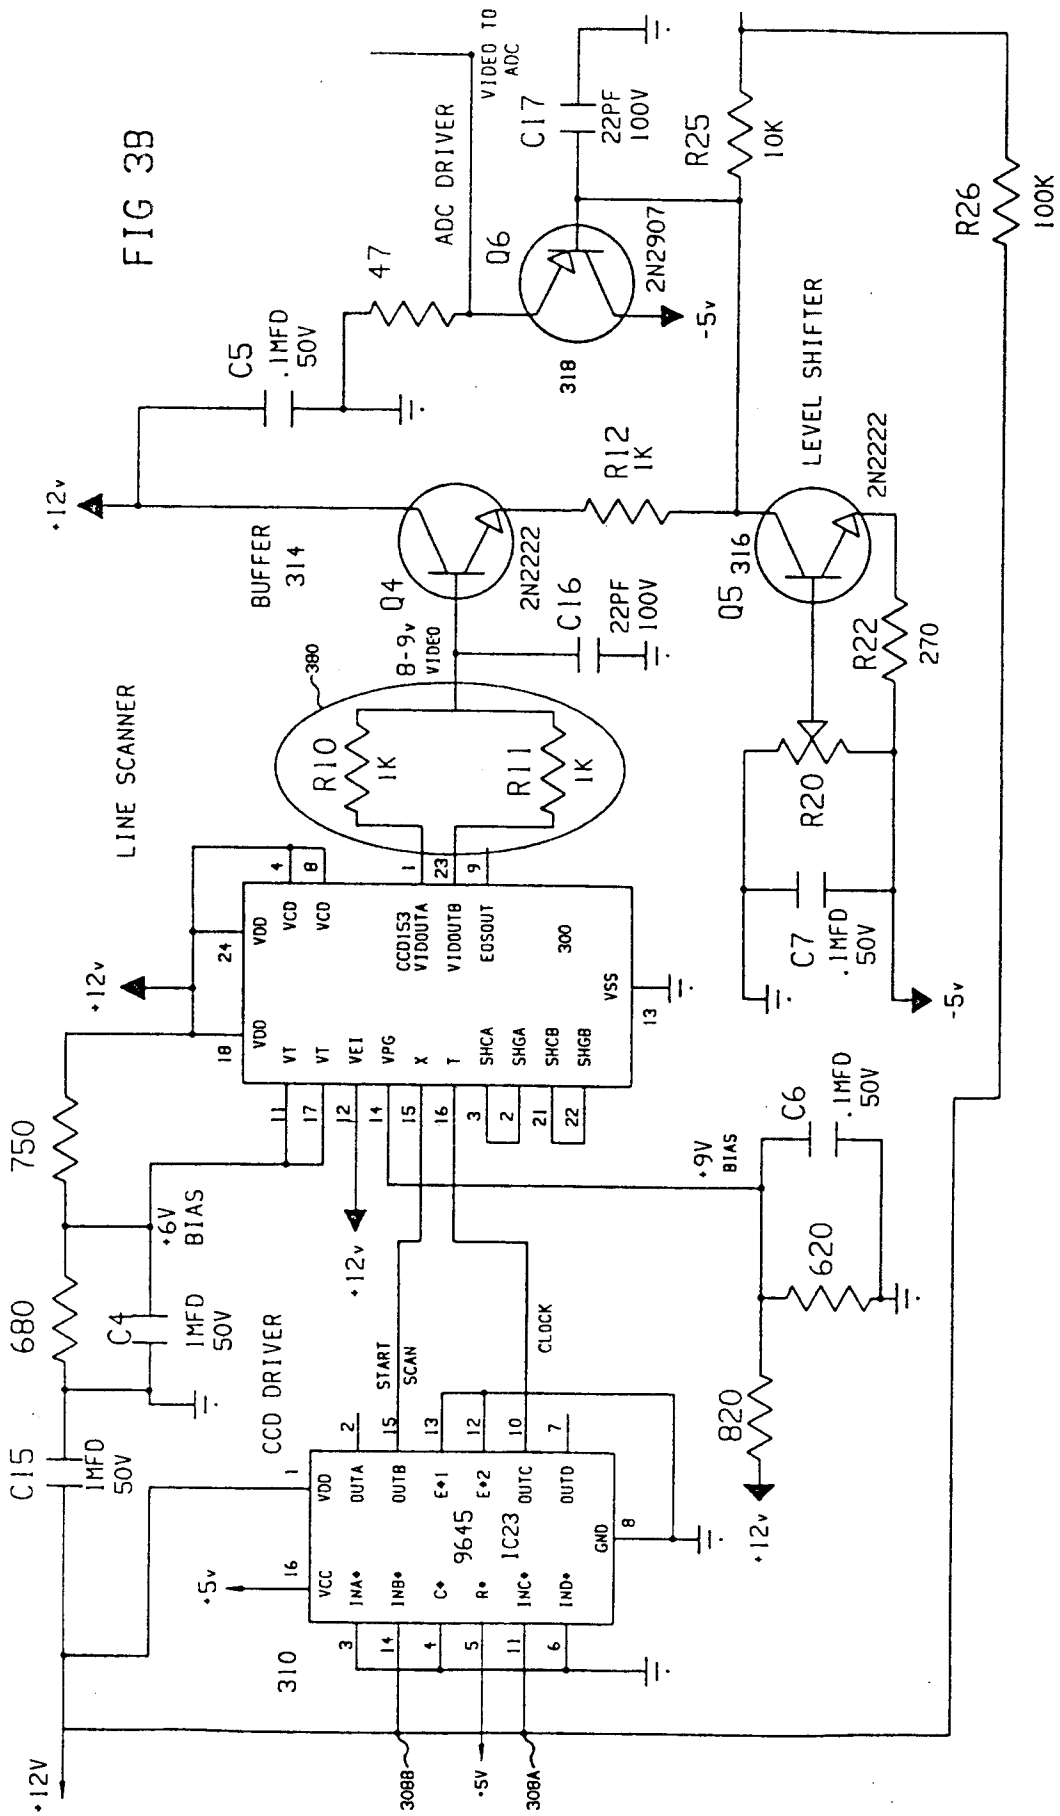 FIG 3B
+12V
C15
1MFD
50V
680
750
C4
1MFD
50V
+6V
BIAS
+5v
+12v
LINE SCANNER
+12v
C5
.1MFD
50V
47
ADC DRIVER
VIDEO TO
ADC
CCD DRIVER
310
16
1
VCC
VDD
3
INA*
OUTA
2
14
INB*
OUTB
15
4
C*
E*1
13
5
R*
E*2
12
11
INC*
OUTC
10
6
IND*
OUTD
7
9645
IC23
GND
8
308B
+5V
308A
START
SCAN
CLOCK
+12v
18
24
VDD
VDD
11
VT
VCD
4
17
VT
VCD
8
12
VEI
14
VPG
CCD153
15
X
VIDOUTA
1
16
T
VIDOUTB
23
3
SHCA
EOSOUT
9
2
SHGA
21
SHCB
22
SHGB
300
VSS
13
R10
1K
R11
1K
380
8-9v
VIDEO
BUFFER
314
Q4
2N2222
C16
22PF
100V
R12
1K
Q6
318
2N2907
-5v
C17
22PF
100V
R25
10K
LEVEL SHIFTER
Q5
316
2N2222
R22
270
R20
C7
.1MFD
50V
-5v
+9V
BIAS
C6
.1MFD
50V
620
820
+12v
R26
100K